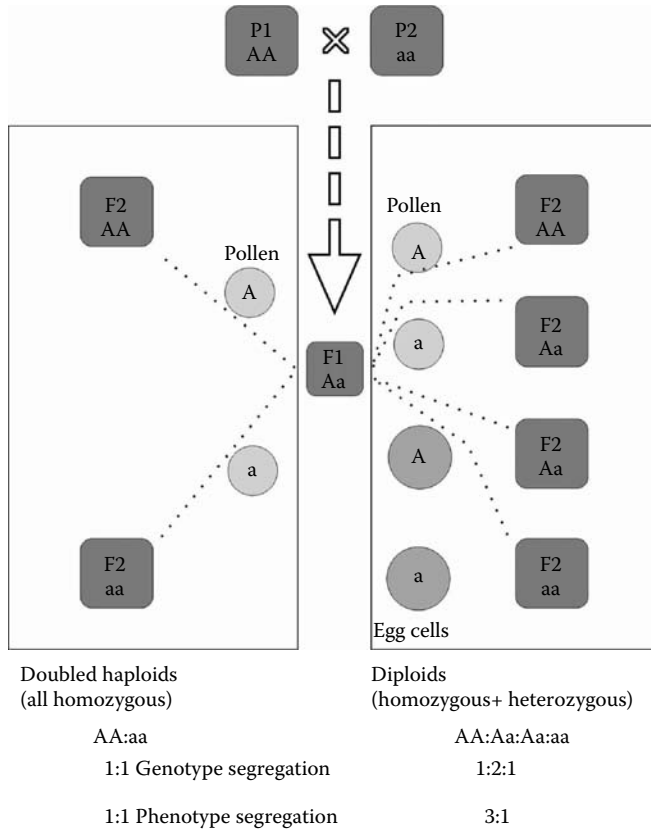 P1
AA
P2
aa
F2
AA
Pollen
A
a
F2
aa
F1
Aa
Pollen
A
a
A
a
Egg cells
F2
AA
F2
Aa
F2
Aa
F2
aa
Doubled haploids
(all homozygous)
Diploids
(homozygous+ heterozygous)
AA:aa
AA:Aa:Aa:aa
1:1 Genotype segregation
1:2:1
1:1 Phenotype segregation
3:1